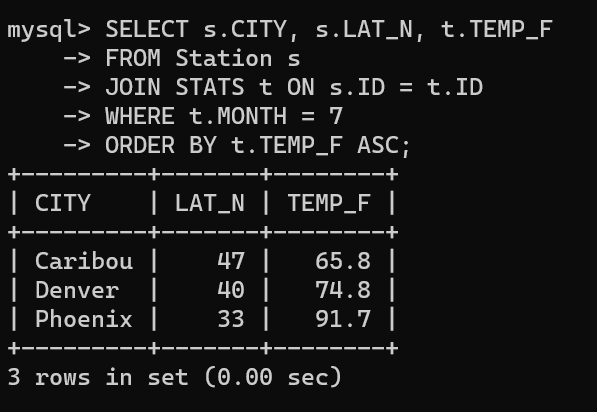 mysql> SELECT s.CITY, s.LAT_N, t.TEMP_F
    -> FROM Station s
    -> JOIN STATS t ON s.ID = t.ID
    -> WHERE t.MONTH = 7
    -> ORDER BY t.TEMP_F ASC;
+---------+-------+--------+
| CITY    | LAT_N | TEMP_F |
+---------+-------+--------+
| Caribou |    47 |   65.8 |
| Denver  |    40 |   74.8 |
| Phoenix |    33 |   91.7 |
+---------+-------+--------+
3 rows in set (0.00 sec)